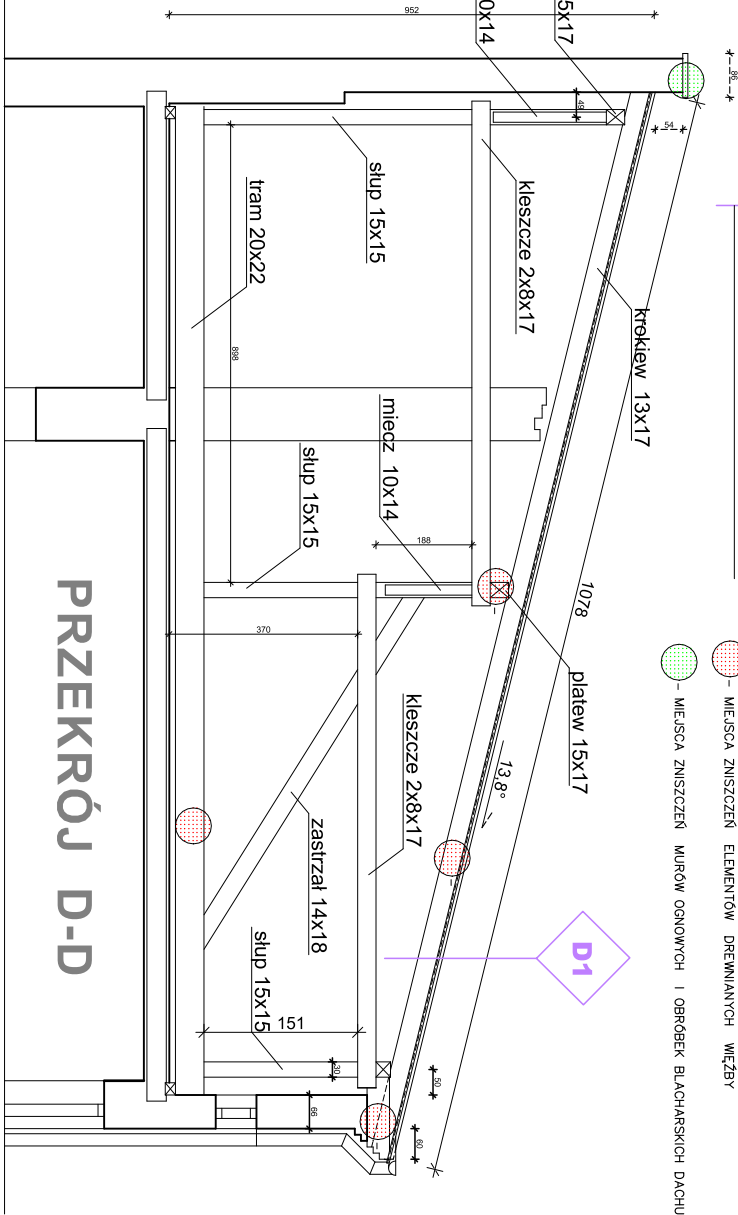 MIEJSCA ZNISZCZEŃ ELEMENTÓW DREWNIANYCH WIĘŹBY
MIEJSCA ZNISZCZEŃ MURÓW OGNOWYCH I OBRÓBEK BLACHARSKICH DACHU
86
54
1078
13,8°
krokiew 13x17
5x17
0x14
49
952
kleszcze 2x8x17
słup 15x15
tram 20x22
898
miecz 10x14
188
słup 15x15
370
platew 15x17
kleszcze 2x8x17
zastrzał 14x18
słup 15x15
151
30
50
60
66
D1
PRZEKRÓJ D-D